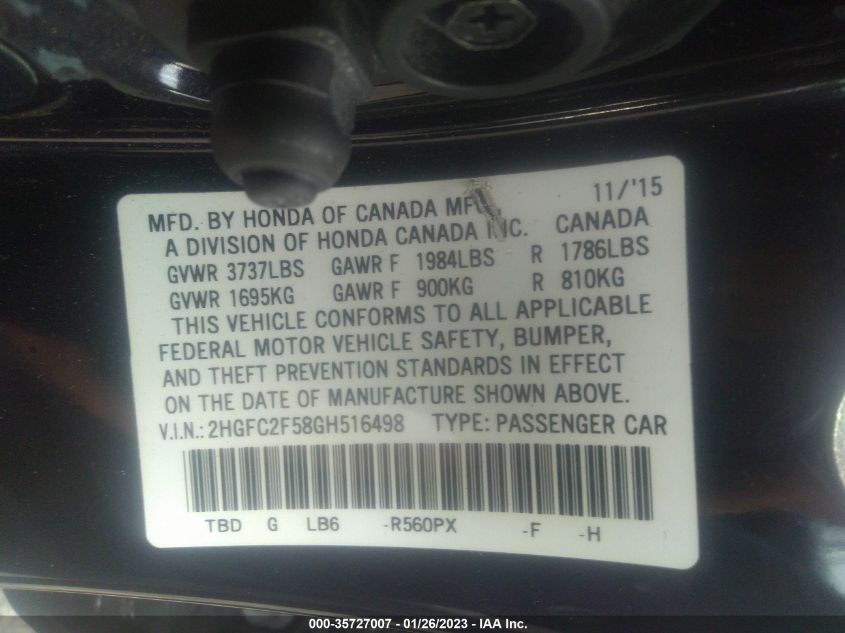 11/'15
MFD. BY HONDA OF CANADA MFG. CANADA
A DIVISION OF HONDA CANADA INC.
GVWR 3737LBS GAWR F 1984LBS R 1786LBS
GVWR 1695KG GAWR F 900KG R 810KG
THIS VEHICLE CONFORMS TO ALL APPLICABLE
FEDERAL MOTOR VEHICLE SAFETY, BUMPER,
AND THEFT PREVENTION STANDARDS IN EFFECT
ON THE DATE OF MANUFACTURE SHOWN ABOVE.
V.I.N.: 2HGFC2F58GH516498 TYPE: PASSENGER CAR
TBD G LB6 -R560PX -F -H
000-35727007 - 01/26/2023 - IAA Inc.